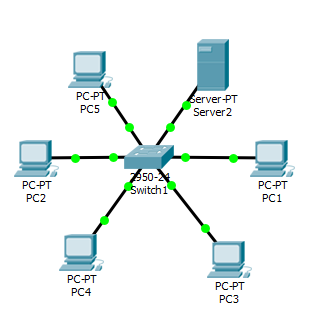 PC-PT
PC5
Server-PT
Server2
PC-PT
PC2
2950-24
Switch1
PC-PT
PC1
PC-PT
PC4
PC-PT
PC3